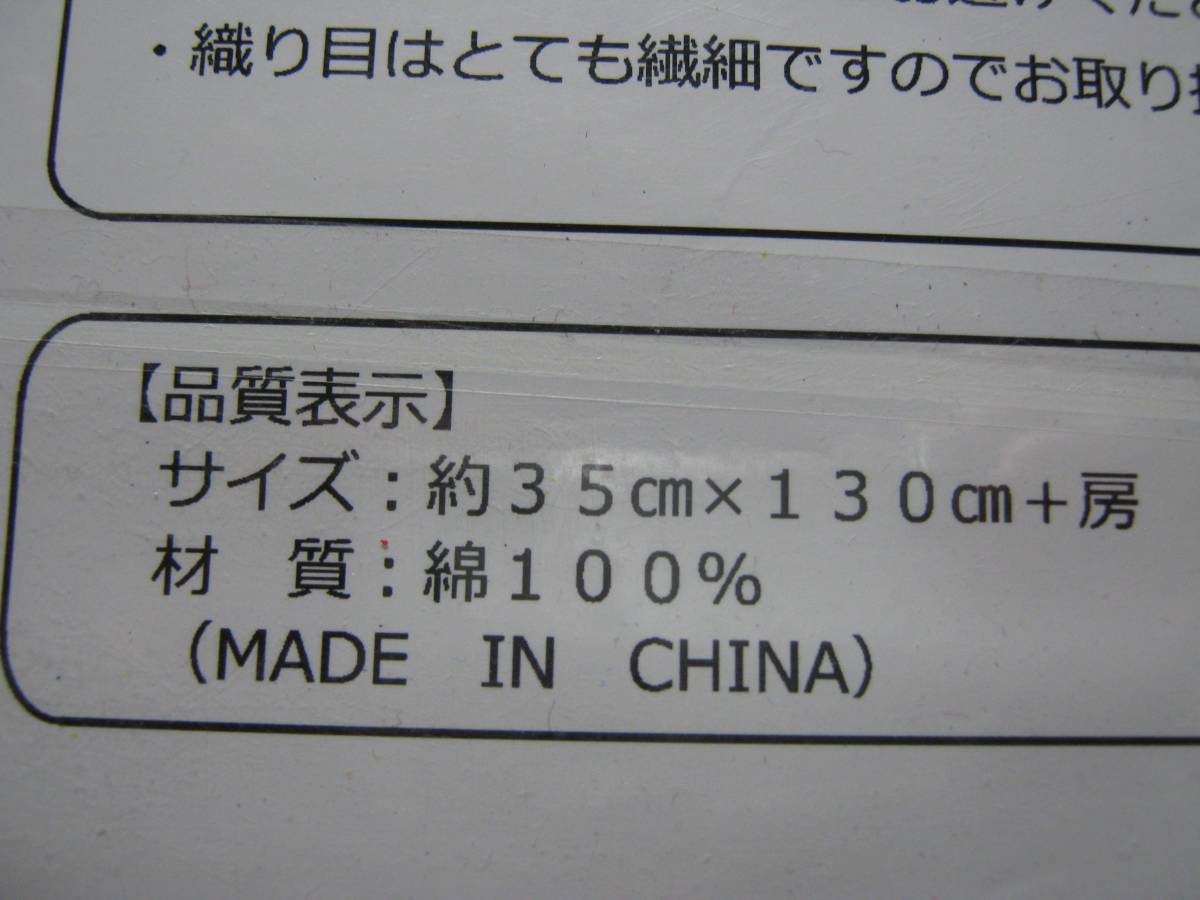 ・織り目はとても繊細ですのでお取り
【品質表示】
サイズ：約３５㎝×１３０㎝＋房
材　質：綿１００％
（MADE　IN　CHINA）